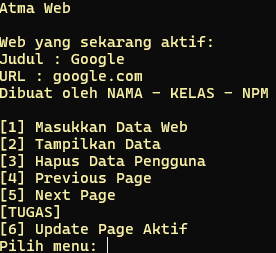 Atma Web
Web yang sekarang aktif:
Judul : Google
URL : google.com
Dibuat oleh NAMA - KELAS - NPM
[1] Masukkan Data Web
[2] Tampilkan Data
[3] Hapus Data Pengguna
[4] Previous Page
[5] Next Page
[TUGAS]
[6] Update Page Aktif
Pilih menu: